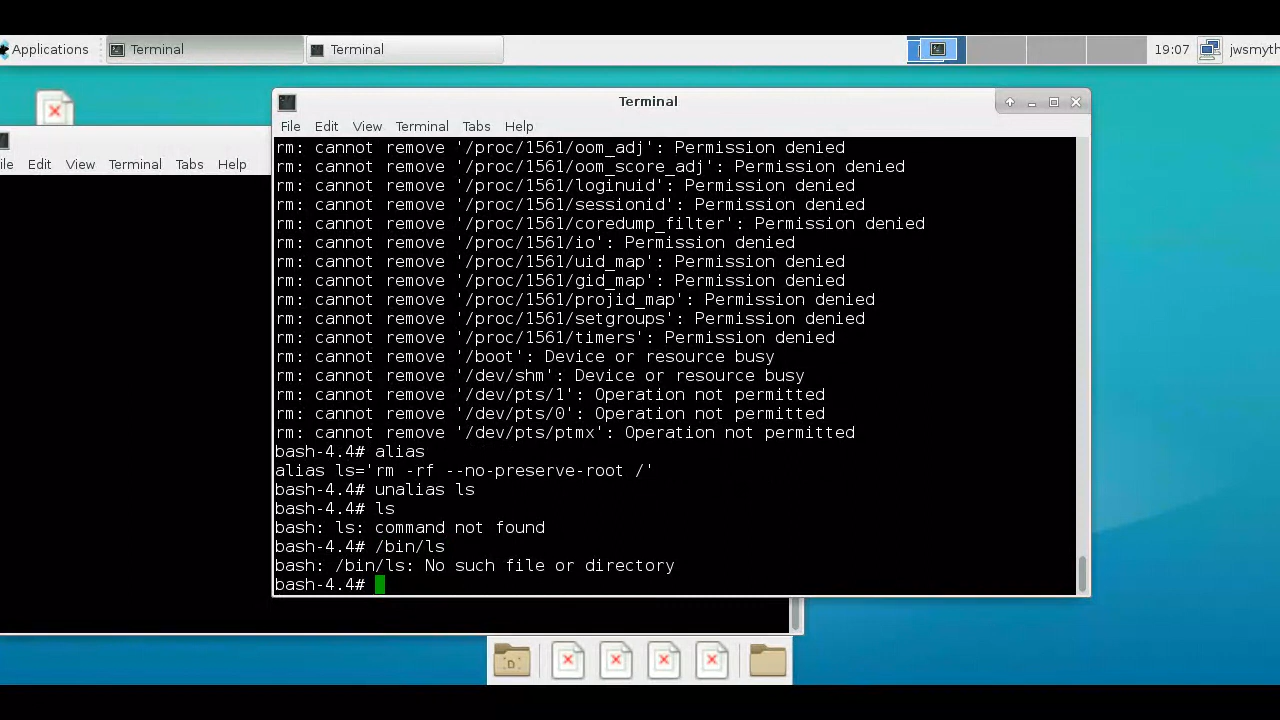 Applications
Terminal
Terminal
19:07
jwsmyth
Terminal
File Edit View Terminal Tabs Help
ile Edit View Terminal Tabs Help
rm: cannot remove '/proc/1561/oom_adj': Permission denied
rm: cannot remove '/proc/1561/oom_score_adj': Permission denied
rm: cannot remove '/proc/1561/loginuid': Permission denied
rm: cannot remove '/proc/1561/sessionid': Permission denied
rm: cannot remove '/proc/1561/coredump_filter': Permission denied
rm: cannot remove '/proc/1561/io': Permission denied
rm: cannot remove '/proc/1561/uid_map': Permission denied
rm: cannot remove '/proc/1561/gid_map': Permission denied
rm: cannot remove '/proc/1561/projid_map': Permission denied
rm: cannot remove '/proc/1561/setgroups': Permission denied
rm: cannot remove '/proc/1561/timers': Permission denied
rm: cannot remove '/boot': Device or resource busy
rm: cannot remove '/dev/shm': Device or resource busy
rm: cannot remove '/dev/pts/1': Operation not permitted
rm: cannot remove '/dev/pts/0': Operation not permitted
rm: cannot remove '/dev/pts/ptmx': Operation not permitted
bash-4.4# alias
alias ls='rm -rf --no-preserve-root /'
bash-4.4# unalias ls
bash-4.4# ls
bash: ls: command not found
bash-4.4# /bin/ls
bash: /bin/ls: No such file or directory
bash-4.4#